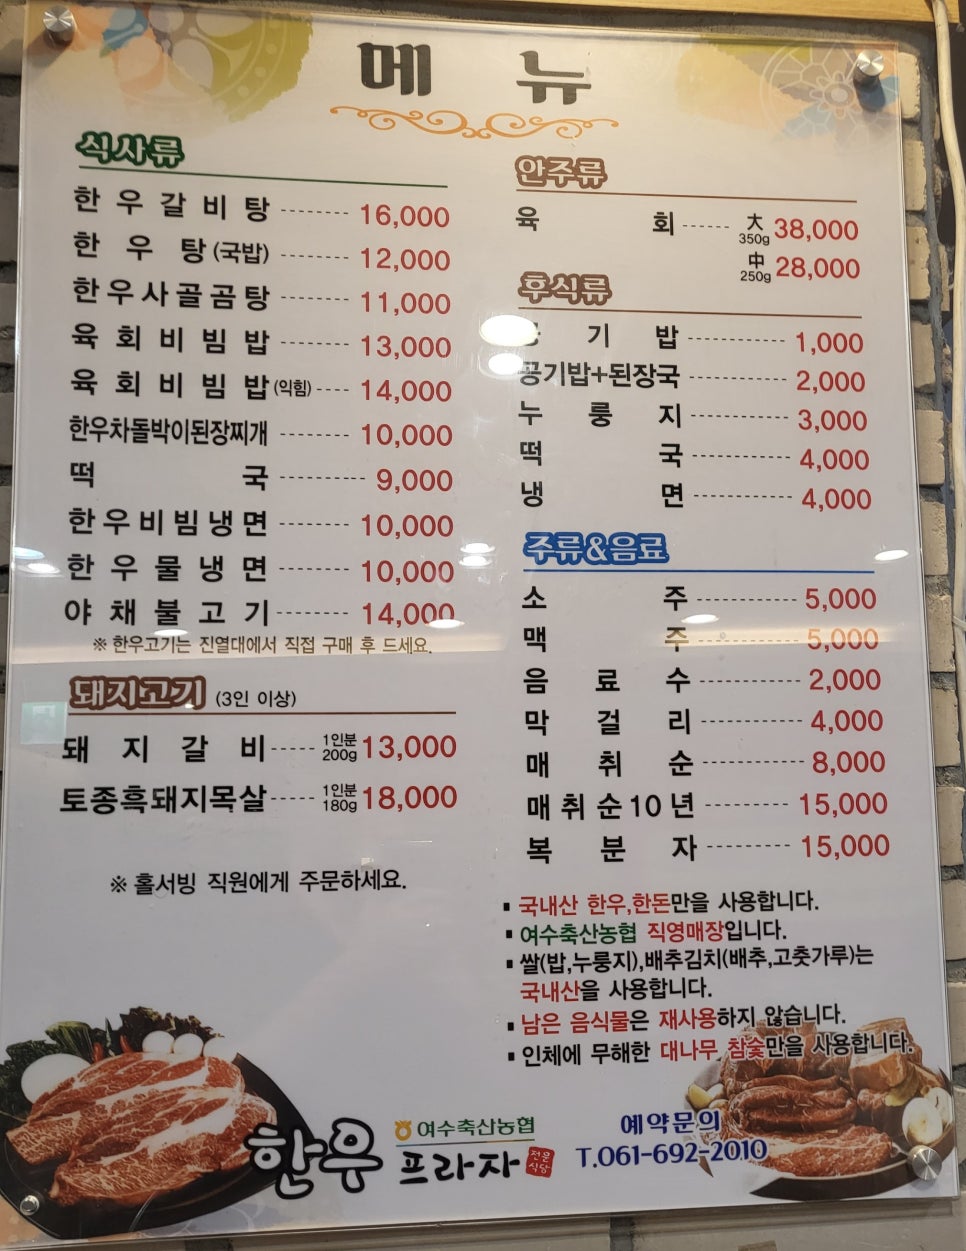 메뉴
식사류
한우갈비탕 16,000
한우탕(국밥) 12,000
한우사골곰탕 11,000
육회비빔밥 13,000
육회비빔밥(익힘) 14,000
한우차돌박이된장찌개 10,000
떡국 9,000
한우비빔냉면 10,000
한우물냉면 10,000
야채불고기 14,000
※ 한우고기는 진열대에서 직접 구매 후 드세요.
돼지고기 (3인 이상)
돼지갈비 1인분 200g 13,000
토종흑돼지목살 1인분 180g 18,000
※ 홀서빙 직원에게 주문하세요.
안주류
육회 大 350g 38,000
中 250g 28,000
후식류
기밥 1,000
공기밥+된장국 2,000
누룽지 3,000
떡국 4,000
냉면 4,000
주류&음료
소주 5,000
맥주 5,000
음료수 2,000
막걸리 4,000
매취순 8,000
매취순10년 15,000
복분자 15,000
▪ 국내산 한우,한돈만을 사용합니다.
▪ 여수축산농협 직영매장입니다.
▪ 쌀(밥,누룽지),배추김치(배추,고춧가루)는
국내산을 사용합니다.
▪ 남은 음식물은 재사용하지 않습니다.
▪ 인체에 무해한 대나무 참숯만을 사용합니다.
한우 여수축산농협
프라자 전문식당
예약문의
T.061-692-2010